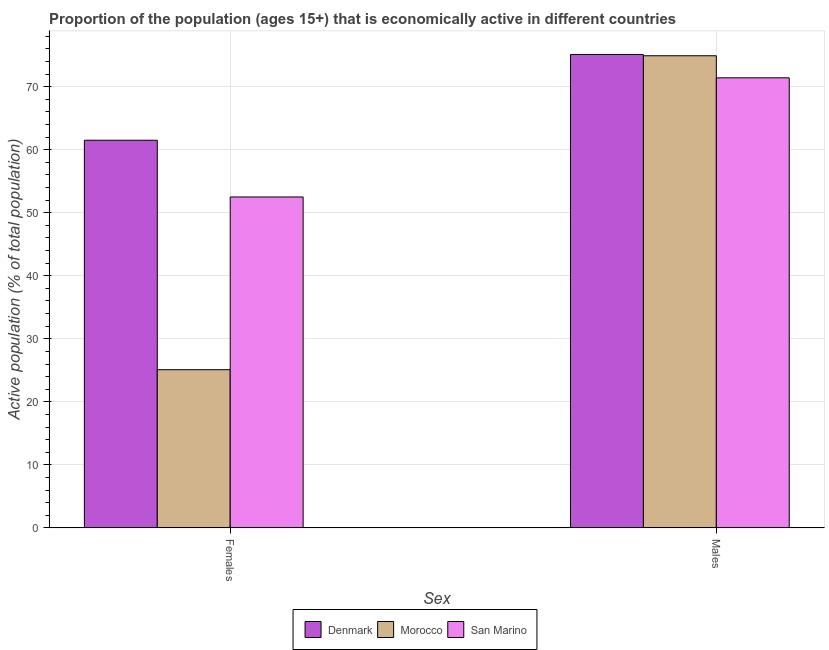 Proportion of the population (ages 15+) that is economically active in different countries
Active population (% of total population)
70
60
50
40
30
20
10
0
Females
Males
Sex
Denmark
Morocco
San Marino